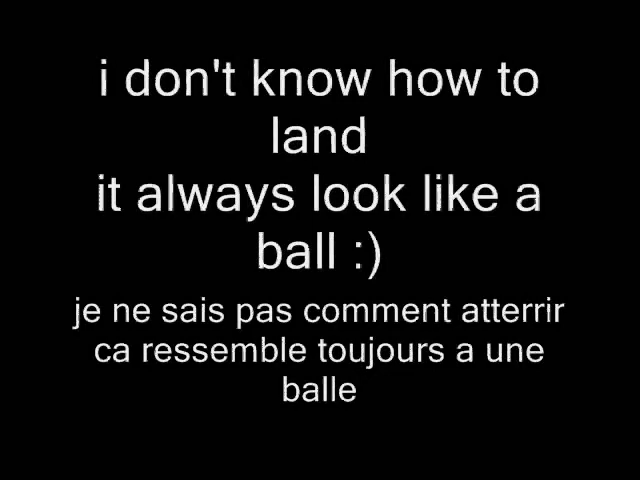 i don't know how to
land
it always look like a
ball :)
je ne sais pas comment atterrir
ca ressemble toujours a une
balle